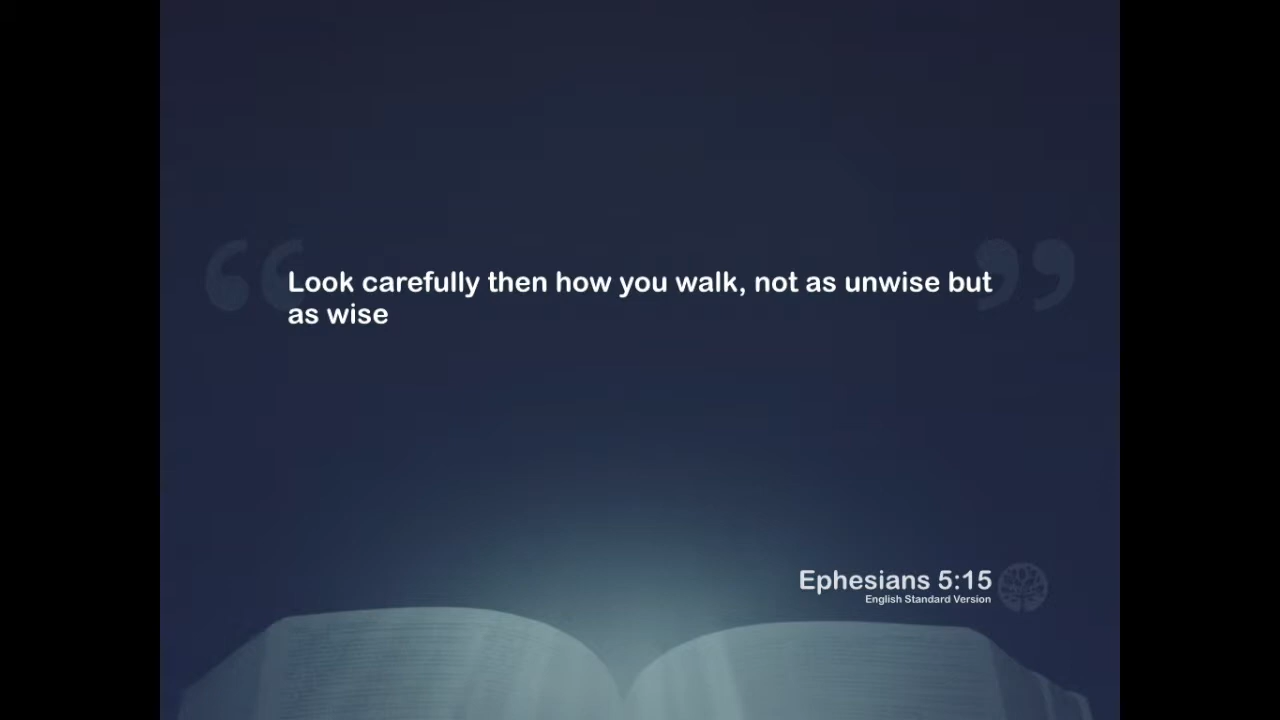 Look carefully then how you walk, not as unwise but
as wise
Ephesians 5:15
English Standard Version